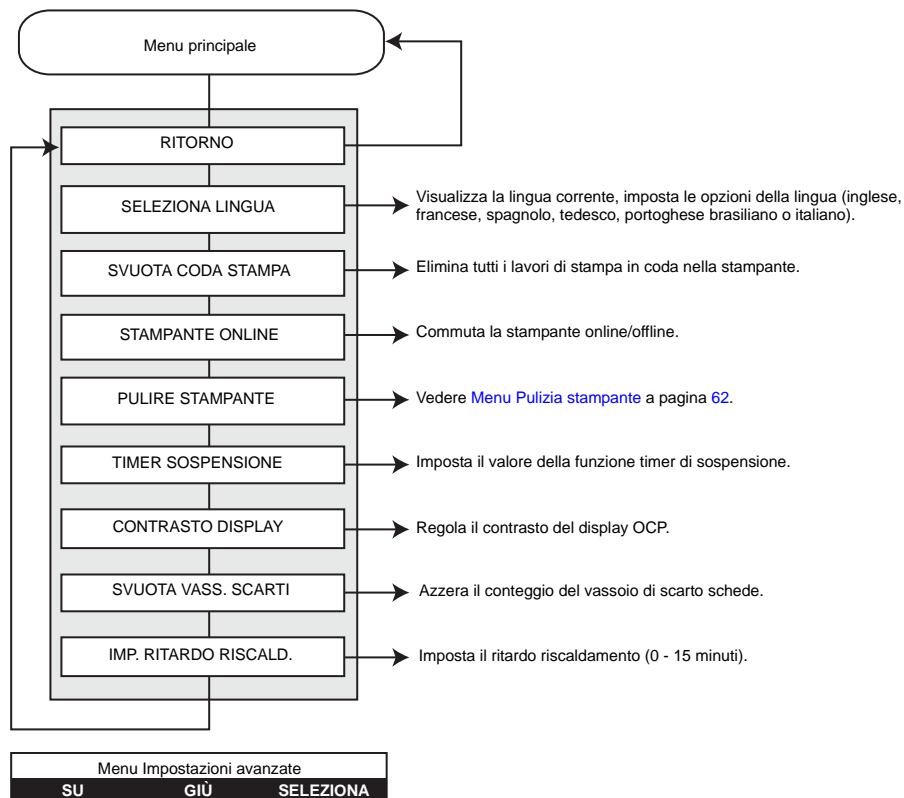 Menu principale
RITORNO
SELEZIONA LINGUA
Visualizza la lingua corrente, imposta le opzioni della lingua (inglese,
francese, spagnolo, tedesco, portoghese brasiliano o italiano).
SVUOTA CODA STAMPA
Elimina tutti i lavori di stampa in coda nella stampante.
STAMPANTE ONLINE
Commuta la stampante online/offline.
PULIRE STAMPANTE
Vedere Menu Pulizia stampante a pagina 62.
TIMER SOSPENSIONE
Imposta il valore della funzione timer di sospensione.
CONTRASTO DISPLAY
Regola il contrasto del display OCP.
SVUOTA VASS. SCARTI
Azzera il conteggio del vassoio di scarto schede.
IMP. RITARDO RISCALD.
Imposta il ritardo riscaldamento (0 - 15 minuti).
Menu Impostazioni avanzate
SU GIÙ SELEZIONA